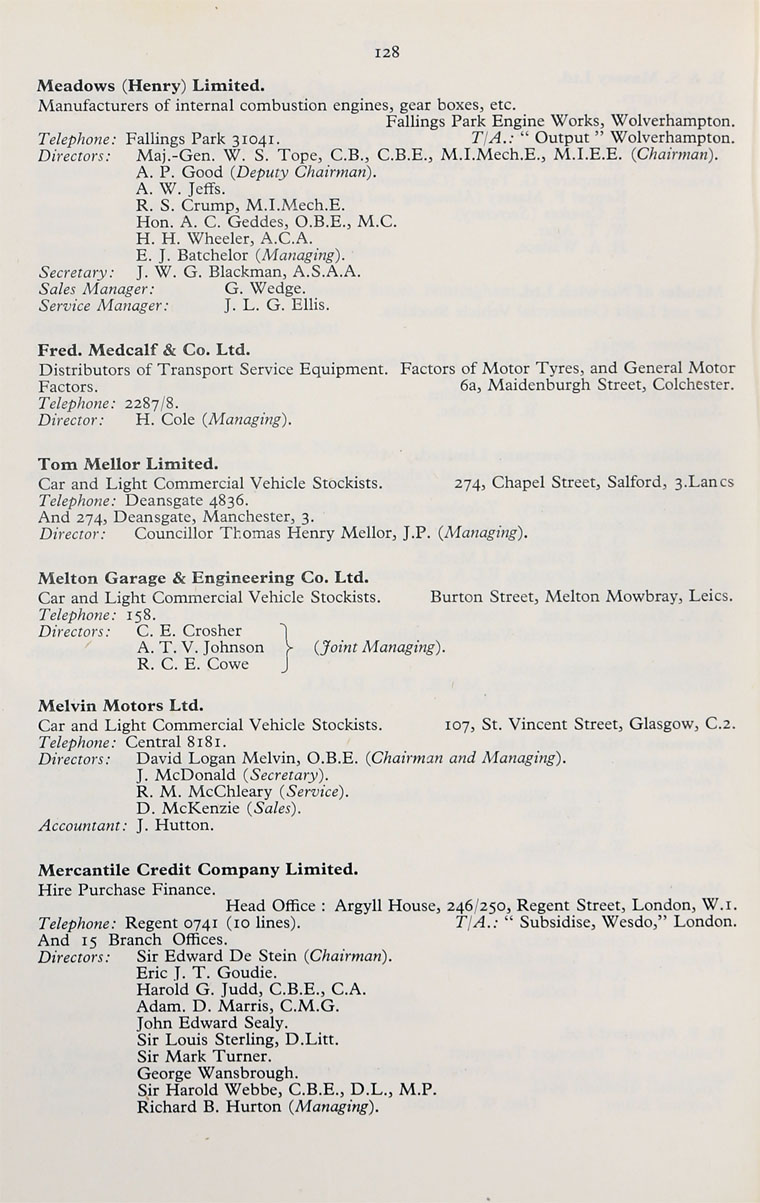 128
Meadows (Henry) Limited.
Manufacturers of internal combustion engines, gear boxes, etc.
Fallings Park Engine Works, Wolverhampton.
Telephone: Fallings Park 31041. T/A.: “ Output ” Wolverhampton.
Directors: Maj.-Gen. W. S. Tope, C.B., C.B.E., M.I.Mech.E., M.I.E.E. (Chairman).
A. P. Good (Deputy Chairman).
A. W. Jeffs.
R. S. Crump, M.I.Mech.E.
Hon. A. C. Geddes, O.B.E., M.C.
H. H. Wheeler, A.C.A.
E. J. Batchelor (Managing).
Secretary: J. W. G. Blackman, A.S.A.A.
Sales Manager: G. Wedge.
Service Manager: J. L. G. Ellis.
Fred. Medcalf & Co. Ltd.
Distributors of Transport Service Equipment. Factors of Motor Tyres, and General Motor
Factors. 6a, Maidenburgh Street, Colchester.
Telephone: 2287/8.
Director: H. Cole (Managing).
Tom Mellor Limited.
Car and Light Commercial Vehicle Stockists. 274, Chapel Street, Salford, 3.Lancs
Telephone: Deansgate 4836.
And 274, Deansgate, Manchester, 3.
Director: Councillor Thomas Henry Mellor, J.P. (Managing).
Melton Garage & Engineering Co. Ltd.
Car and Light Commercial Vehicle Stockists. Burton Street, Melton Mowbray, Leics.
Telephone: 158.
Directors: C. E. Crosher
A. T. V. Johnson (Joint Managing).
R. C. E. Cowe
Melvin Motors Ltd.
Car and Light Commercial Vehicle Stockists. 107, St. Vincent Street, Glasgow, C.2.
Telephone: Central 8181.
Directors: David Logan Melvin, O.B.E. (Chairman and Managing).
J. McDonald (Secretary).
R. M. McChleary (Service).
D. McKenzie (Sales).
Accountant: J. Hutton.
Mercantile Credit Company Limited.
Hire Purchase Finance.
Head Office : Argyll House, 246/250, Regent Street, London, W.1.
Telephone: Regent 0741 (10 lines). T/A.: “ Subsidise, Wesdo,” London.
And 15 Branch Offices.
Directors: Sir Edward De Stein (Chairman).
Eric J. T. Goudie.
Harold G. Judd, C.B.E., C.A.
Adam. D. Marris, C.M.G.
John Edward Sealy.
Sir Louis Sterling, D.Litt.
Sir Mark Turner.
George Wansbrough.
Sir Harold Webbe, C.B.E., D.L., M.P.
Richard B. Hurton (Managing).